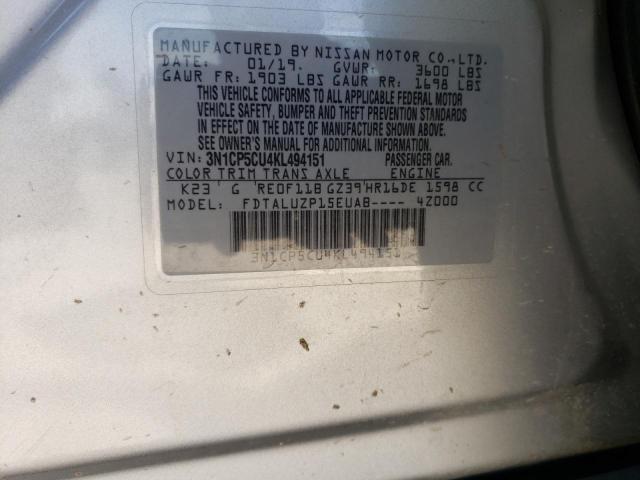 MANUFACTURED BY NISSAN MOTOR CO.,LTD.
DATE: 01/19. GVWR: 3600 LBS
GAWR FR: 1903 LBS GAWR RR: 1698 LBS
THIS VEHICLE CONFORMS TO ALL APPLICABLE FEDERAL MOTOR
VEHICLE SAFETY, BUMPER AND THEFT PREVENTION STANDARDS
IN EFFECT ON THE DATE OF MANUFACTURE SHOWN ABOVE.
SEE OWNER'S MANUAL FOR ADDITIONAL INFORMATION.
VIN: 3N1CP5CU4KL494151 PASSENGER CAR.
COLOR TRIM TRANS AXLE ENGINE
K23 G RE0F11B GZ39 HR16DE 1598 CC
MODEL: FDTALUZP15EUAB---- 4Z000
3N1CP5CU4KL494151